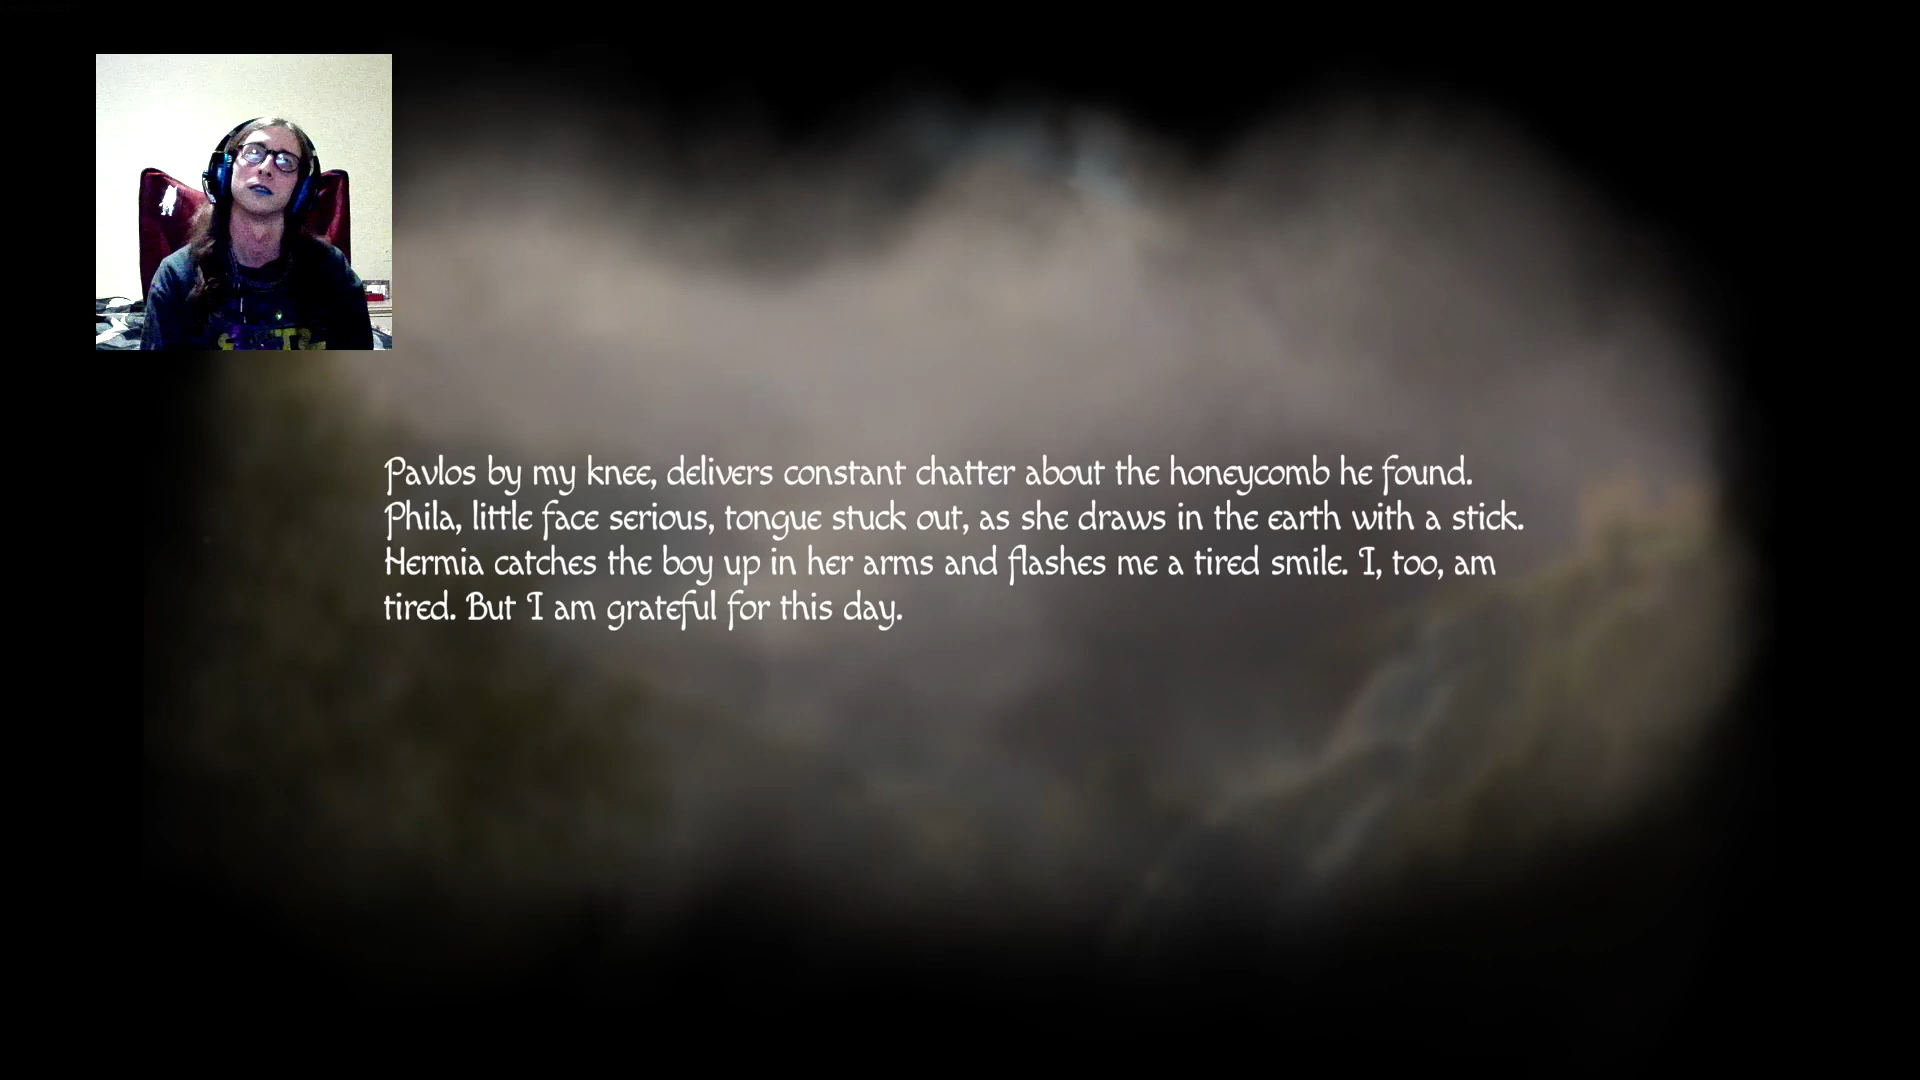 Pavlos by my knee, delivers constant chatter about the honeycomb he found.
Phila, little face serious, tongue stuck out, as she draws in the earth with a stick.
Hermia catches the boy up in her arms and flashes me a tired smile. I, too, am
tired. But I am grateful for this day.